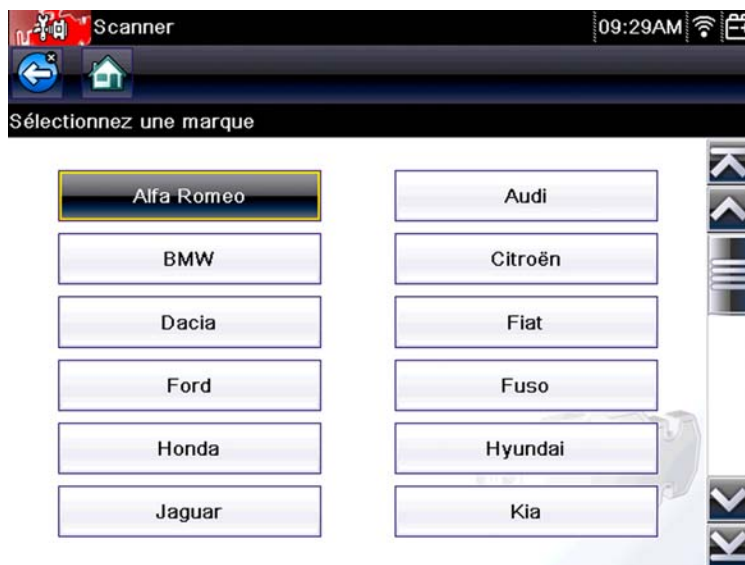 Scanner 09:29AM
Sélectionnez une marque
Alfa Romeo Audi
BMW Citroën
Dacia Fiat
Ford Fuso
Honda Hyundai
Jaguar Kia